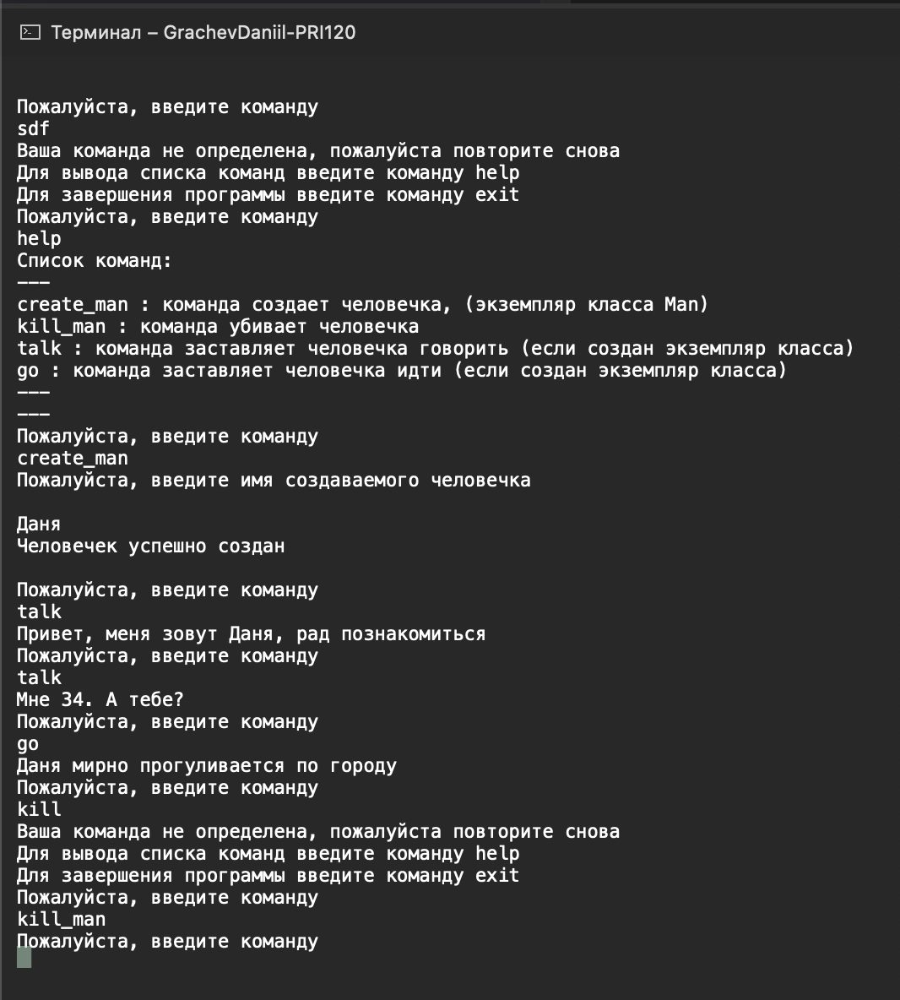 Терминал – GrachevDaniil-PRI120
Пожалуйста, введите команду
sdf
Ваша команда не определена, пожалуйста повторите снова
Для вывода списка команд введите команду help
Для завершения программы введите команду exit
Пожалуйста, введите команду
help
Список команд:
---
create_man : команда создает человечка, (экземпляр класса Man)
kill_man : команда убивает человечка
talk : команда заставляет человечка говорить (если создан экземпляр класса)
go : команда заставляет человечка идти (если создан экземпляр класса)
---
---
Пожалуйста, введите команду
create_man
Пожалуйста, введите имя создаваемого человечка
Даня
Человечек успешно создан
Пожалуйста, введите команду
talk
Привет, меня зовут Даня, рад познакомиться
Пожалуйста, введите команду
talk
Мне 34. А тебе?
Пожалуйста, введите команду
go
Даня мирно прогуливается по городу
Пожалуйста, введите команду
kill
Ваша команда не определена, пожалуйста повторите снова
Для вывода списка команд введите команду help
Для завершения программы введите команду exit
Пожалуйста, введите команду
kill_man
Пожалуйста, введите команду